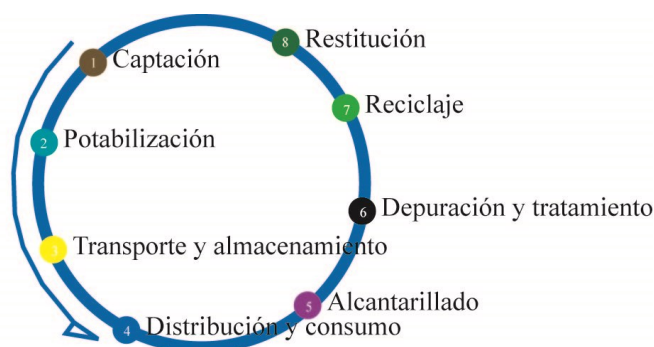 1 Captación
2 Potabilización
3 Transporte y almacenamiento
4 Distribución y consumo
5 Alcantarillado
6 Depuración y tratamiento
7 Reciclaje
8 Restitución